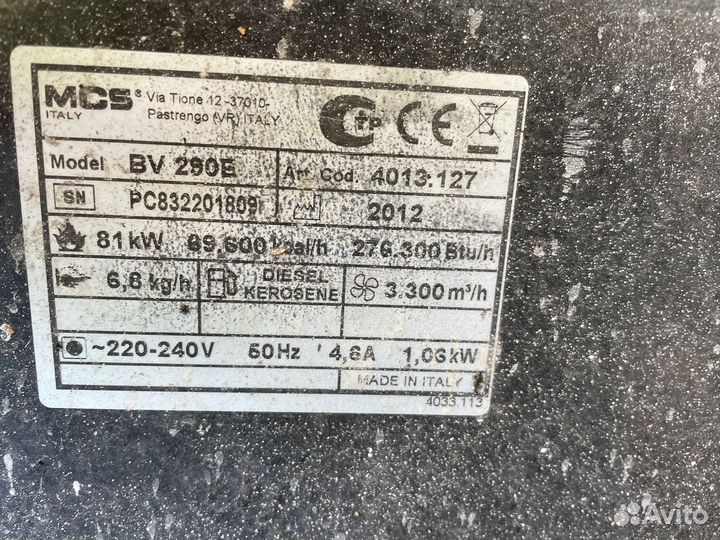 MCS® Via Tione 12 -37010-
ITALY Pastrengo (VR) ITALY
C tp CE
Model BV 290E Art Cod. 4013.127
SN PC832201809 2012
81 kW 69.600 kcal/h 276.300 Btu/h
6,8 kg/h DIESEL KEROSENE 3.300 m³/h
~220-240V 50Hz 4,6A 1,06kW
MADE IN ITALY
4033.113
Avito